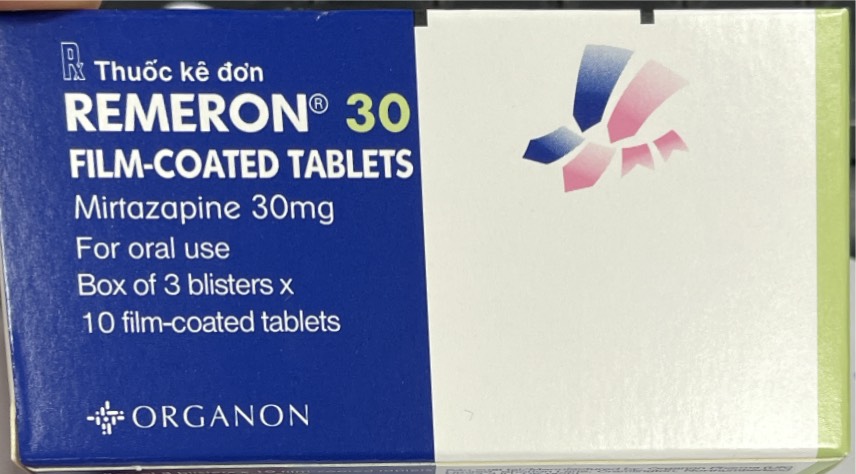 Rx Thuốc kê đơn
REMERON® 30
FILM-COATED TABLETS
Mirtazapine 30mg
For oral use
Box of 3 blisters x
10 film-coated tablets
ORGANON